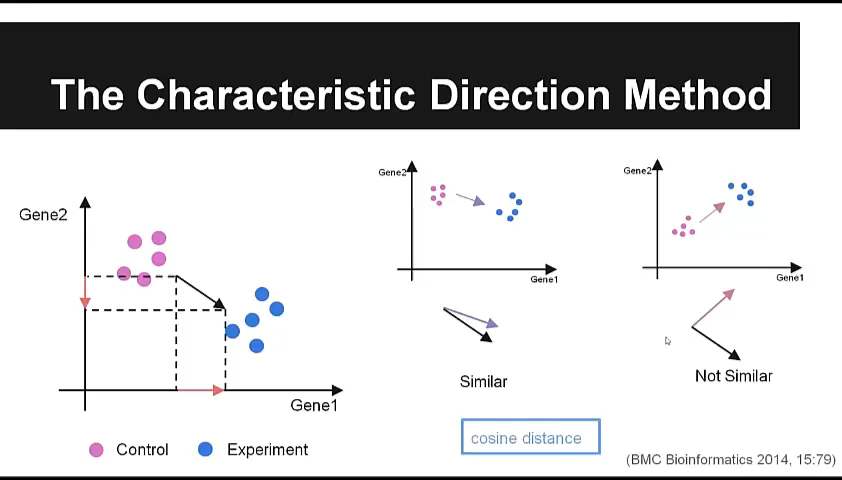 The Characteristic Direction Method
Gene2
Gene1
Control
Experiment
Gene2
Gene1
Similar
Gene2
Gene1
Not Similar
cosine distance
(BMC Bioinformatics 2014, 15:79)